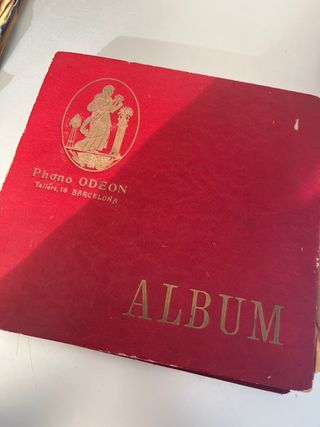 Phono ODEON
Tallers, 16 BARCELONA
ALBUM